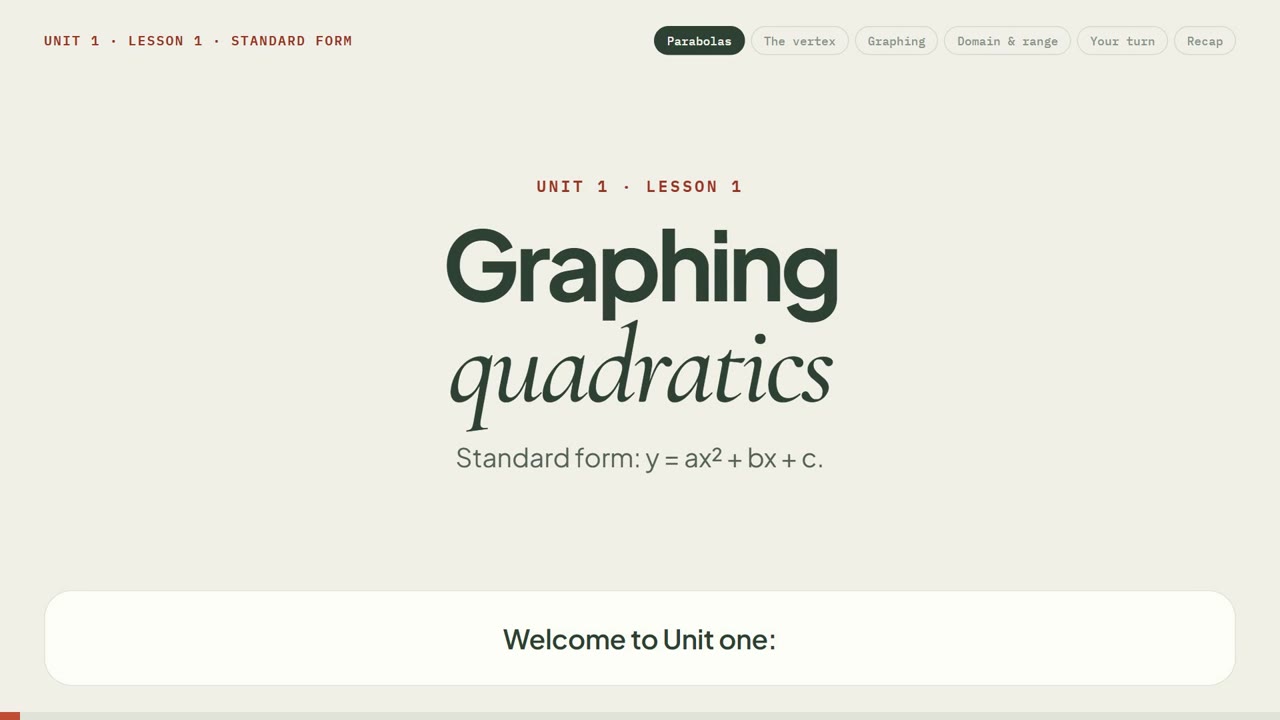 UNIT 1 · LESSON 1 · STANDARD FORM
Parabolas
The vertex
Graphing
Domain & range
Your turn
Recap
UNIT 1 · LESSON 1
Graphing
quadratics
Standard form: y = ax² + bx + c.
Welcome to Unit one: